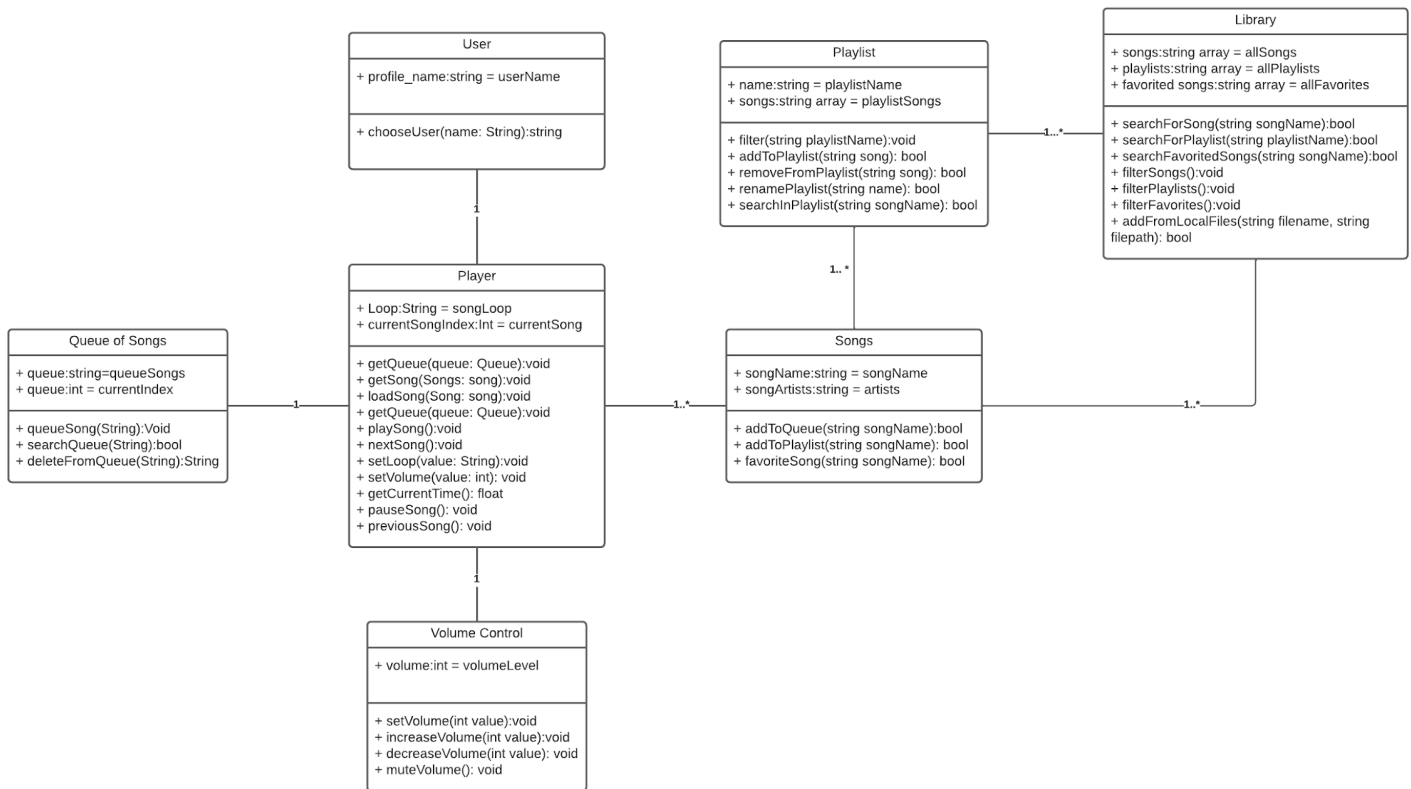 User
+ profile_name:string = userName
+ chooseUser(name: String):string
1
Player
+ Loop:String = songLoop
+ currentSongIndex:Int = currentSong
+ getQueue(queue: Queue):void
+ getSong(Songs: song):void
+ loadSong(Song: song):void
+ getQueue(queue: Queue):void
+ playSong():void
+ nextSong():void
+ setLoop(value: String):void
+ setVolume(value: int): void
+ getCurrentTime(): float
+ pauseSong(): void
+ previousSong(): void
Queue of Songs
+ queue:string=queueSongs
+ queue:int = currentIndex
+ queueSong(String):Void
+ searchQueue(String):bool
+ deleteFromQueue(String):String
1
1
Volume Control
+ volume:int = volumeLevel
+ setVolume(int value):void
+ increaseVolume(int value):void
+ decreaseVolume(int value): void
+ muteVolume(): void
Playlist
+ name:string = playlistName
+ songs:string array = playlistSongs
+ filter(string playlistName):void
+ addToPlaylist(string song): bool
+ removeFromPlaylist(string song): bool
+ renamePlaylist(string name): bool
+ searchInPlaylist(string songName): bool
1...*
Library
+ songs:string array = allSongs
+ playlists:string array = allPlaylists
+ favorited songs:string array = allFavorites
+ searchForSong(string songName):bool
+ searchForPlaylist(string playlistName):bool
+ searchFavoritedSongs(string songName):bool
+ filterSongs():void
+ filterPlaylists():void
+ filterFavorites():void
+ addFromLocalFiles(string filename, string
filepath): bool
1.. *
1..*
Songs
+ songName:string = songName
+ songArtists:string = artists
+ addToQueue(string songName):bool
+ addToPlaylist(string songName): bool
+ favoriteSong(string songName): bool
1..*